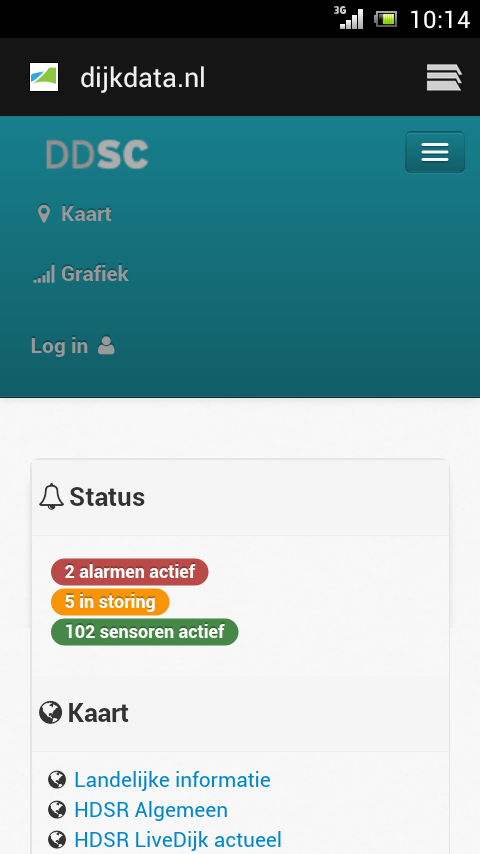 3G 10:14
dijkdata.nl
DDSC
Kaart
Grafiek
Log in
Status
2 alarmen actief
5 in storing
102 sensoren actief
Kaart
Landelijke informatie
HDSR Algemeen
HDSR LiveDijk actueel